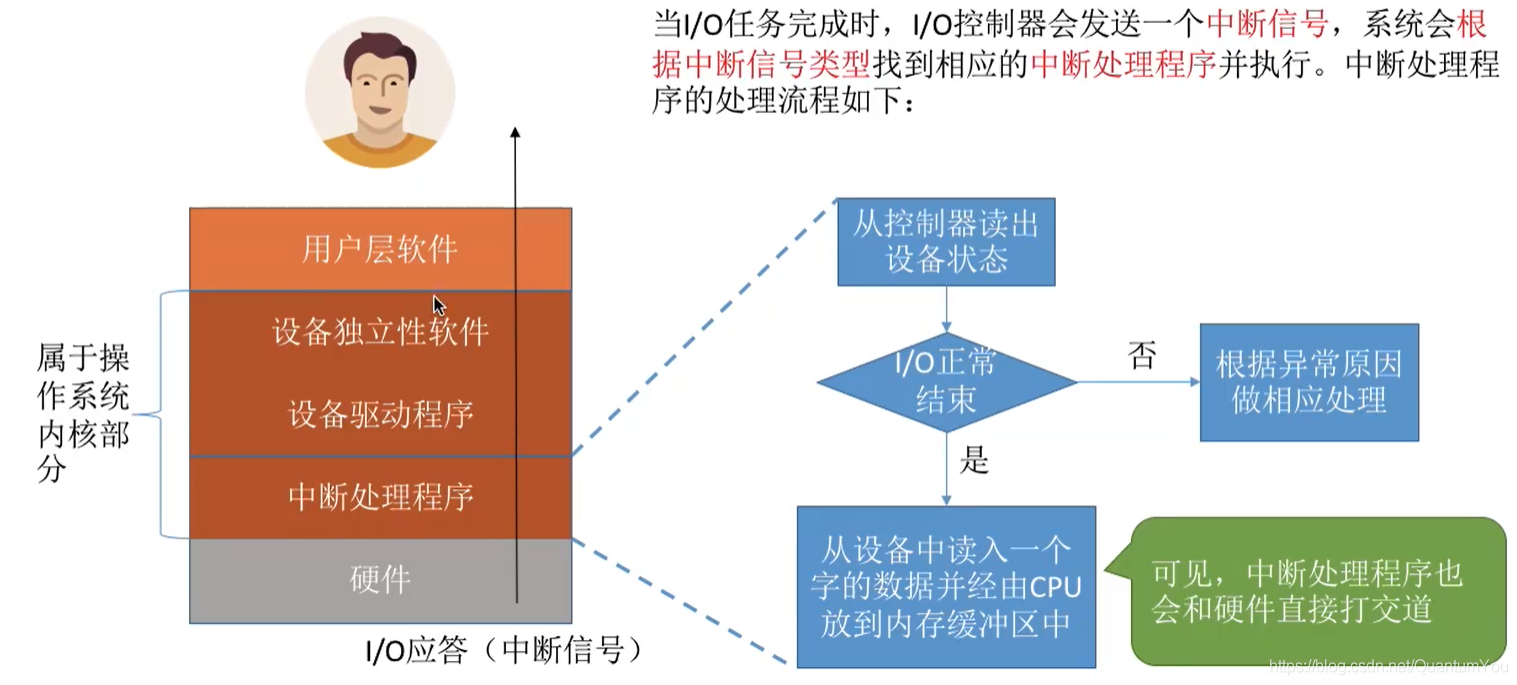 当I/O任务完成时，I/O控制器会发送一个中断信号，系统会根
据中断信号类型找到相应的中断处理程序并执行。中断处理程
序的处理流程如下：
用户层软件
设备独立性软件
设备驱动程序
中断处理程序
硬件
属于操
作系统
内核部
分
I/O应答（中断信号）
从控制器读出
设备状态
I/O正常
结束
否
根据异常原因
做相应处理
是
从设备中读入一个
字的数据并经由CPU
放到内存缓冲区中
可见，中断处理程序也
会和硬件直接打交道
https://blog.csdn.net/QuantumYou